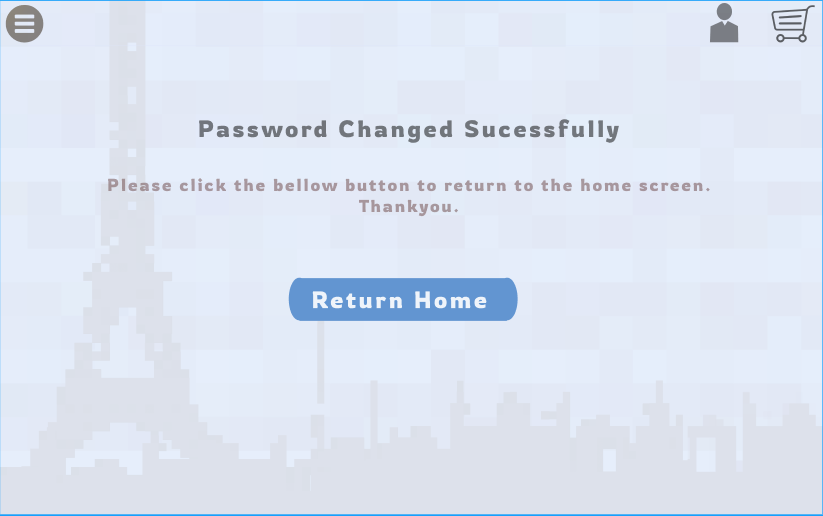 Password Changed Sucessfully
Please click the bellow button to return to the home screen.
Thankyou.
Return Home